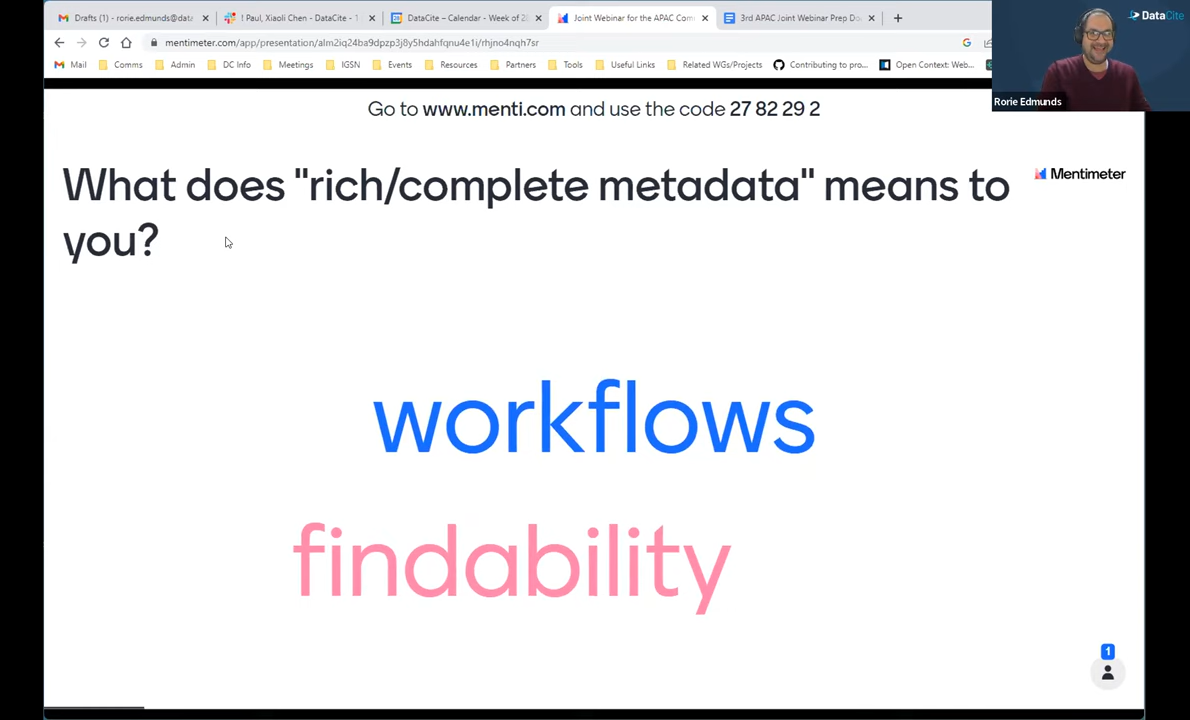 Drafts (1) - rorie.edmunds@data
! Paul, Xiaoli Chen - DataCite - 1
DataCite – Calendar - Week of 2
Joint Webinar for the APAC Com
3rd APAC Joint Webinar Prep Do
mentimeter.com/app/presentation/alm2iq24ba9dpzp3j8y5hdahfqnu4e1i/rhjno4nqh7sr
Mail Comms Admin DC Info Meetings IGSN Events Resources Partners Tools Useful Links Related WGs/Projects Contributing to pro... Open Context: Web...
DataCite
Rorie Edmunds
Go to www.menti.com and use the code 27 82 29 2
What does "rich/complete metadata" means to
you?
Mentimeter
workflows
findability
1